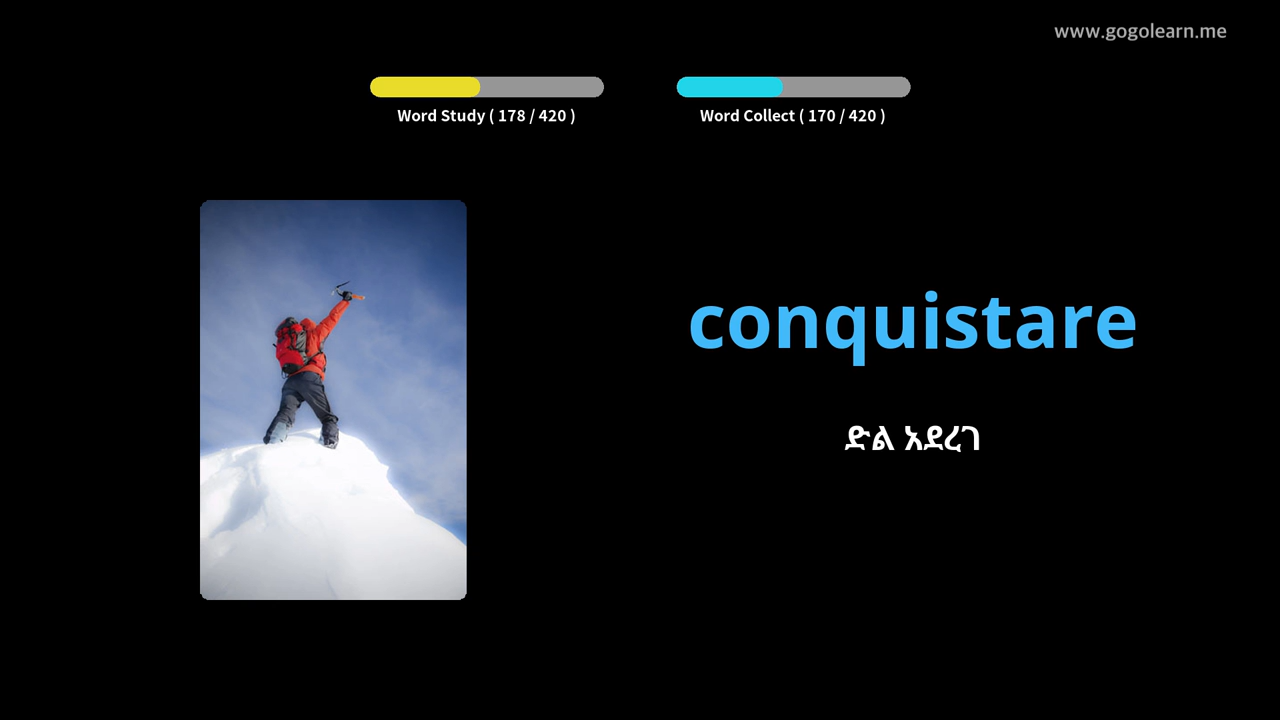 www.gogolearn.me
Word Study ( 178 / 420 )
Word Collect ( 170 / 420 )
conquistare
ድል አደረገ